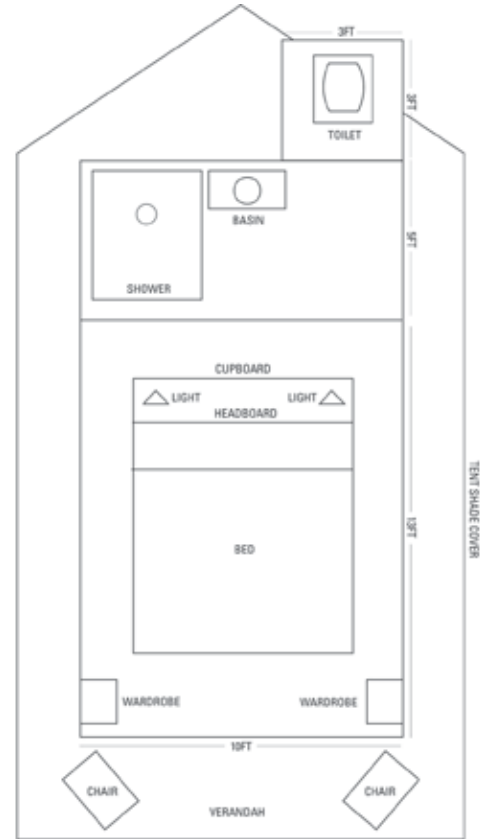 3FT
3FT
TOILET
BASIN
5FT
SHOWER
CUPBOARD
LIGHT
LIGHT
HEADBOARD
TENT SHADE COVER
13FT
BED
WARDROBE
WARDROBE
10FT
CHAIR
CHAIR
VERANDAH